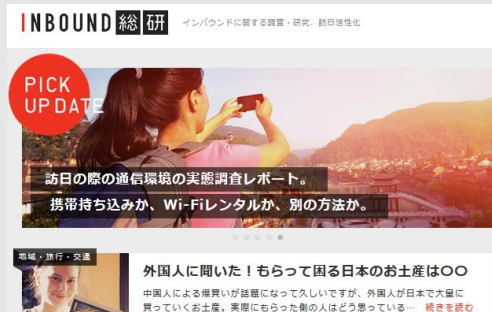 INBOUND 総研
インバウンドに関する調査・研究、訪日活性化
PICK
UP DATE
訪日の際の通信環境の実態調査レポート。
携帯持ち込みか、Wi-Fiレンタルか、別の方法か。
地域・旅行・交通
外国人に聞いた！もらって困る日本のお土産は〇〇
中国人による爆買いが話題になって久しいですが、外国人が日本で大量に
買っていくお土産。実際にもらった側の人はどう思っている… 続きを読む